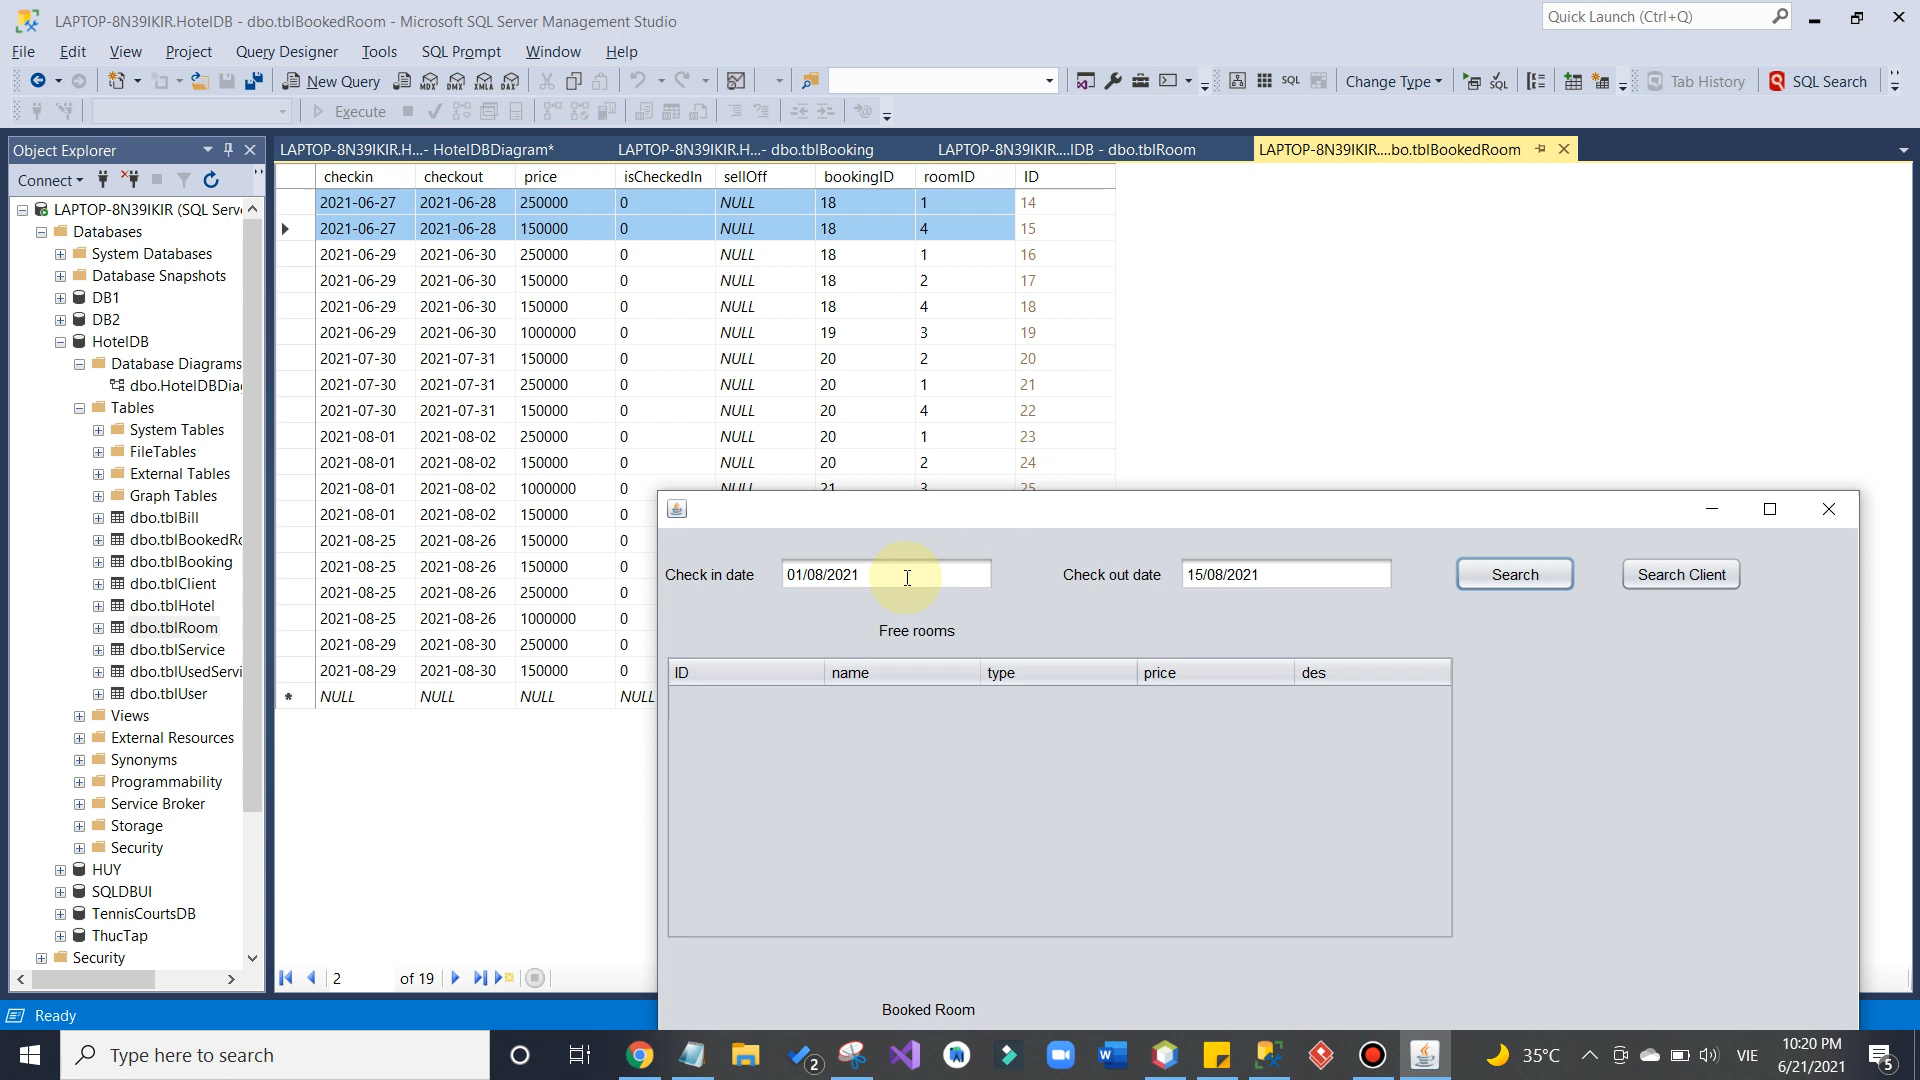 LAPTOP-8N39IKIR.HotelDB - dbo.tblBookedRoom - Microsoft SQL Server Management Studio
Quick Launch (Ctrl+Q)
File Edit View Project Query Designer Tools SQL Prompt Window Help
New Query MDX DMX XMLA DAX SQL Change Type Tab History SQL Search
Execute
Object Explorer
LAPTOP-8N39IKIR.H...- HotelDBDiagram*
LAPTOP-8N39IKIR.H...- dbo.tblBooking
LAPTOP-8N39IKIR....IDB - dbo.tblRoom
LAPTOP-8N39IKIR....bo.tblBookedRoom
Connect
LAPTOP-8N39IKIR (SQL Serv
Databases
System Databases
Database Snapshots
DB1
DB2
HotelDB
Database Diagrams
dbo.HotelDBDiag
Tables
System Tables
FileTables
External Tables
Graph Tables
dbo.tblBill
dbo.tblBookedRo
dbo.tblBooking
dbo.tblClient
dbo.tblHotel
dbo.tblRoom
dbo.tblService
dbo.tblUsedServi
dbo.tblUser
Views
External Resources
Synonyms
Programmability
Service Broker
Storage
Security
HUY
SQLDBUI
TennisCourtsDB
ThucTap
Security
checkin checkout price isCheckedIn sellOff bookingID roomID ID
2021-06-27 2021-06-28 250000 0 NULL 18 1 14
2021-06-27 2021-06-28 150000 0 NULL 18 4 15
2021-06-29 2021-06-30 250000 0 NULL 18 1 16
2021-06-29 2021-06-30 150000 0 NULL 18 2 17
2021-06-29 2021-06-30 150000 0 NULL 18 4 18
2021-06-29 2021-06-30 1000000 0 NULL 19 3 19
2021-07-30 2021-07-31 150000 0 NULL 20 2 20
2021-07-30 2021-07-31 250000 0 NULL 20 1 21
2021-07-30 2021-07-31 150000 0 NULL 20 4 22
2021-08-01 2021-08-02 250000 0 NULL 20 1 23
2021-08-01 2021-08-02 150000 0 NULL 20 2 24
2021-08-01 2021-08-02 1000000 0 NULL 21 3 25
2021-08-01 2021-08-02 150000 0
2021-08-25 2021-08-26 150000 0
2021-08-25 2021-08-26 150000 0
2021-08-25 2021-08-26 250000 0
2021-08-25 2021-08-26 1000000 0
2021-08-29 2021-08-30 250000 0
2021-08-29 2021-08-30 150000 0
* NULL NULL NULL NULL
2 of 19
Check in date 01/08/2021 Check out date 15/08/2021 Search Search Client
Free rooms
ID name type price des
Booked Room
Ready
Type here to search
2
35°C
VIE
10:20 PM
6/21/2021
5